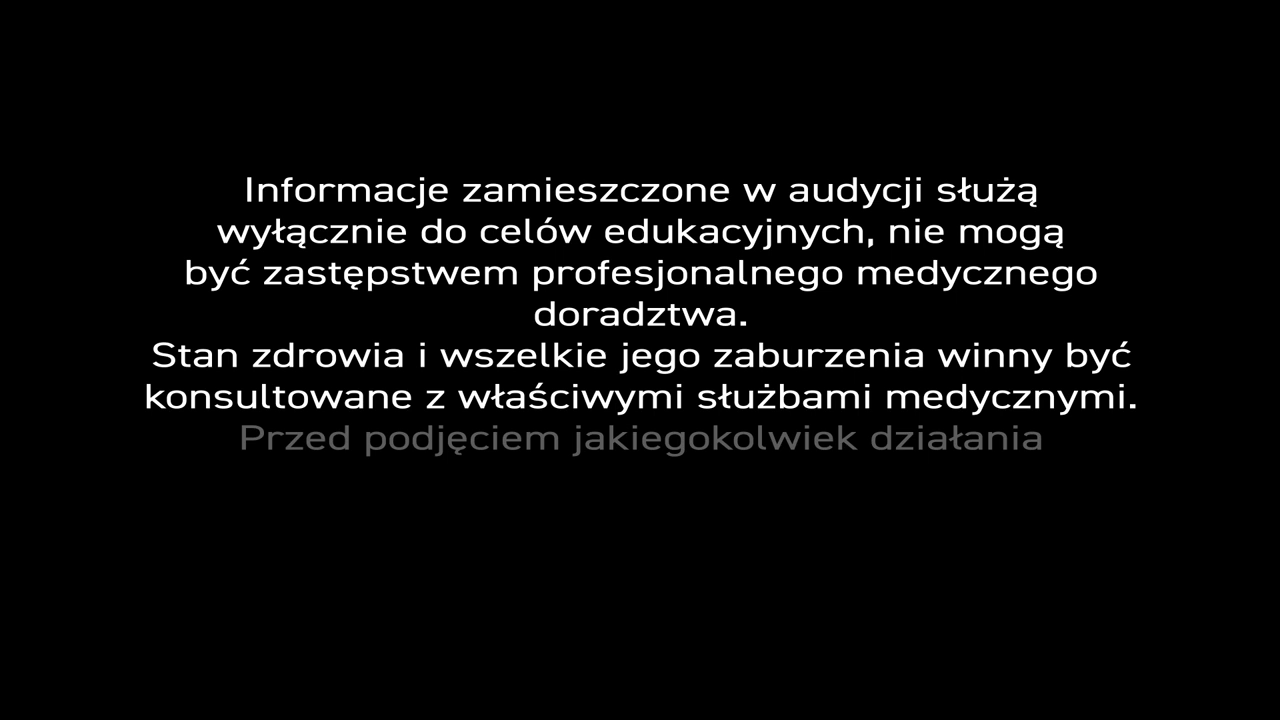 Informacje zamieszczone w audycji służą
wyłącznie do celów edukacyjnych, nie mogą
być zastępstwem profesjonalnego medycznego
doradztwa.
Stan zdrowia i wszelkie jego zaburzenia winny być
konsultowane z właściwymi służbami medycznymi.
Przed podjęciem jakiegokolwiek działania